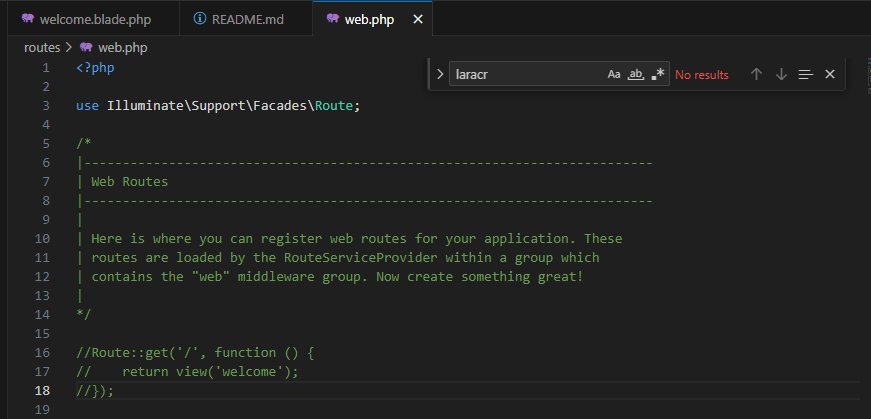 welcome.blade.php README.md web.php
routes > web.php
laracr Aa ab .* No results
1 <?php
2
3 use Illuminate\Support\Facades\Route;
4
5 /*
6 |--------------------------------------------------------------------------
7 | Web Routes
8 |--------------------------------------------------------------------------
9 |
10 | Here is where you can register web routes for your application. These
11 | routes are loaded by the RouteServiceProvider within a group which
12 | contains the "web" middleware group. Now create something great!
13 |
14 */
15
16 //Route::get('/', function () {
17 //    return view('welcome');
18 //});
19